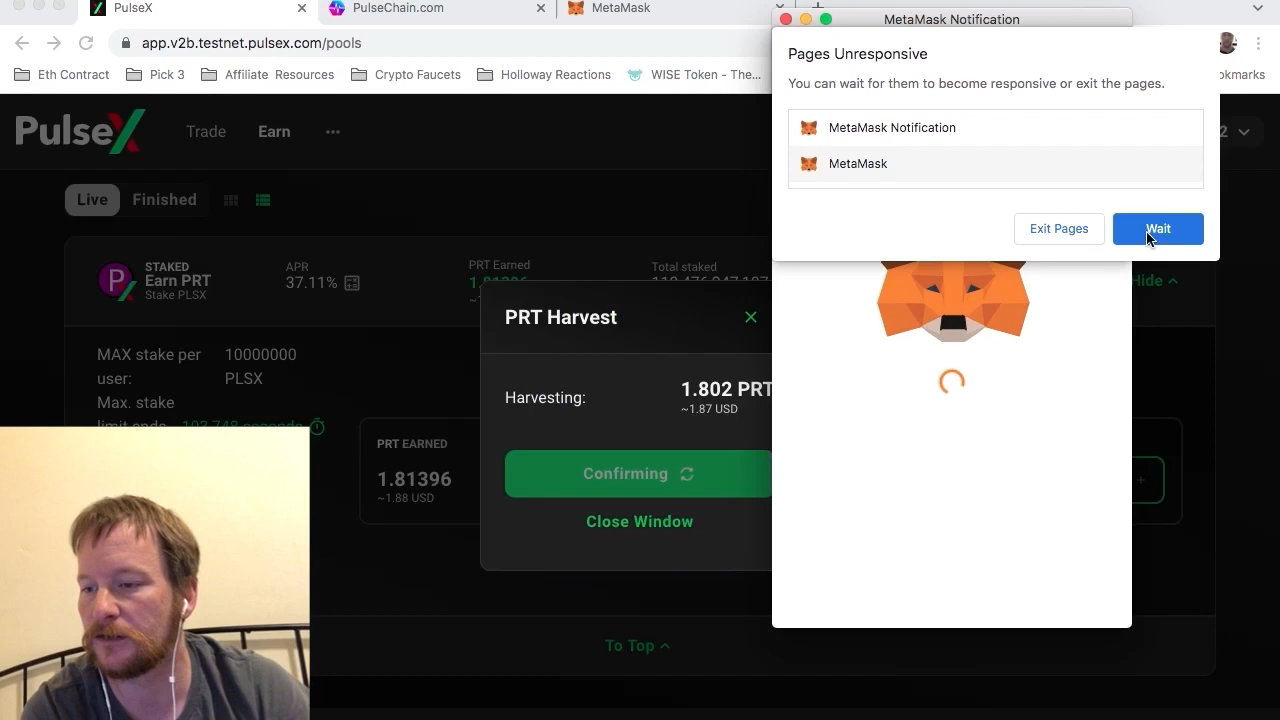 PulseX
PulseChain.com
MetaMask
MetaMask Notification
app.v2b.testnet.pulsex.com/pools
Eth Contract
Pick 3
Affiliate Resources
Crypto Faucets
Holloway Reactions
WISE Token - The...
okmarks
Pages Unresponsive
You can wait for them to become responsive or exit the pages.
MetaMask Notification
MetaMask
Exit Pages
Wait
PulseX
Trade
Earn
2
Live
Finished
P
STAKED
Earn PRT
Stake PLSX
APR
37.11%
PRT Earned
Total staked
Hide
MAX stake per
user:
10000000
PLSX
Max. stake
PRT EARNED
1.81396
~1.88 USD
PRT Harvest
Harvesting:
1.802 PRT
~1.87 USD
Confirming
Close Window
+
To Top